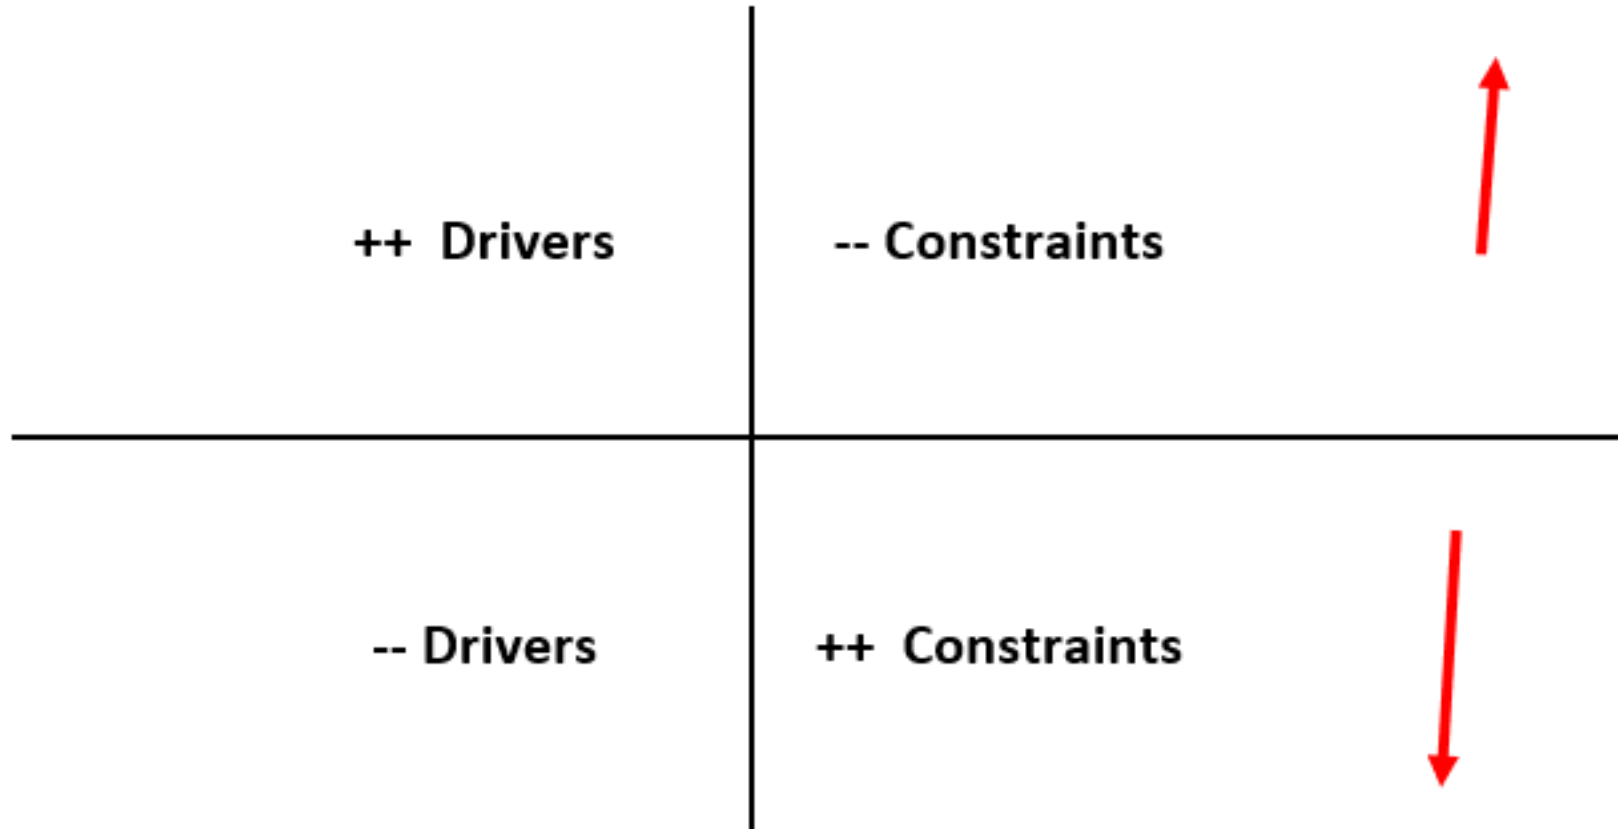 ++ Drivers
-- Constraints
-- Drivers
++ Constraints